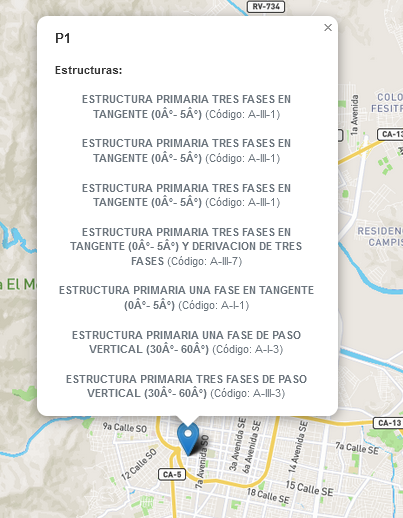 RV-734
P1
×
Estructuras:
ESTRUCTURA PRIMARIA TRES FASES EN
TANGENTE (0Â°- 5Â°) (Código: A-III-1)
ESTRUCTURA PRIMARIA TRES FASES EN
TANGENTE (0Â°- 5Â°) (Código: A-III-1)
ESTRUCTURA PRIMARIA TRES FASES EN
TANGENTE (0Â°- 5Â°) (Código: A-III-1)
ESTRUCTURA PRIMARIA TRES FASES EN
TANGENTE (0Â°- 5Â°) Y DERIVACION DE TRES
FASES (Código: A-III-7)
ESTRUCTURA PRIMARIA UNA FASE EN TANGENTE
(0Â°- 5Â°) (Código: A-I-1)
ESTRUCTURA PRIMARIA UNA FASE DE PASO
VERTICAL (30Â°- 60Â°) (Código: A-I-3)
ESTRUCTURA PRIMARIA TRES FASES DE PASO
VERTICAL (30Â°- 60Â°) (Código: A-III-3)
COLO
FESITR
1a Avenida
CA-13
RESIDEN
CAMPIS
a El M
CA-13
9a Calle SO
7a Calle
9a Calle SE
12 Calle SO
7a Avenida SO
3a Avenida SE
6a Avenida SE
14 Avenida SE
15 Calle SE
18 Calle SE
CA-5